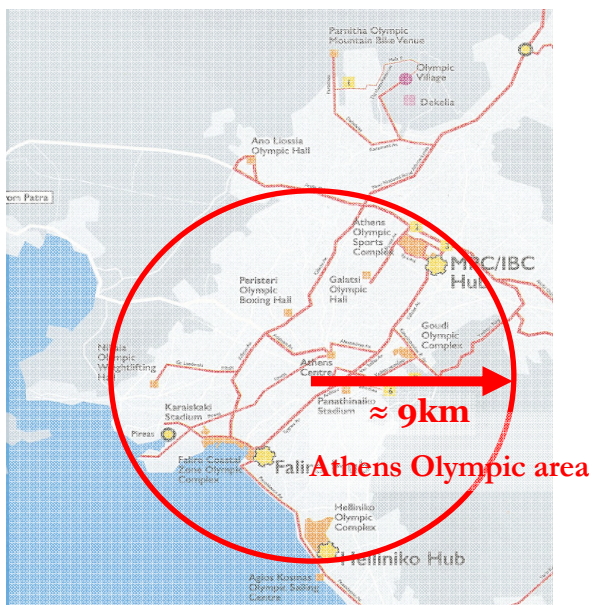 Parnitha Olympic
Mountain Bike Venue
Olympic
Village
Dekelia
Ano Liossia
Olympic Hall
rom Patra
Athens
Olympic
Sports
Complex
MPC/IBC
Hub
Peristeri
Olympic
Boxing Hall
Galatsi
Olympic
Hall
Goudi
Olympic
Complex
Nikaia
Olympic
Weightlifting
Hall
Athens
Centre
Panathinaiko
Stadium
≈ 9km
Karaiskaki
Stadium
Pireas
Faliro Coastal
Zone Olympic
Complex
Athens Olympic area
Helliniko
Olympic
Complex
Helliniko Hub
Agios Kosmas
Olympic Sailing
Centre